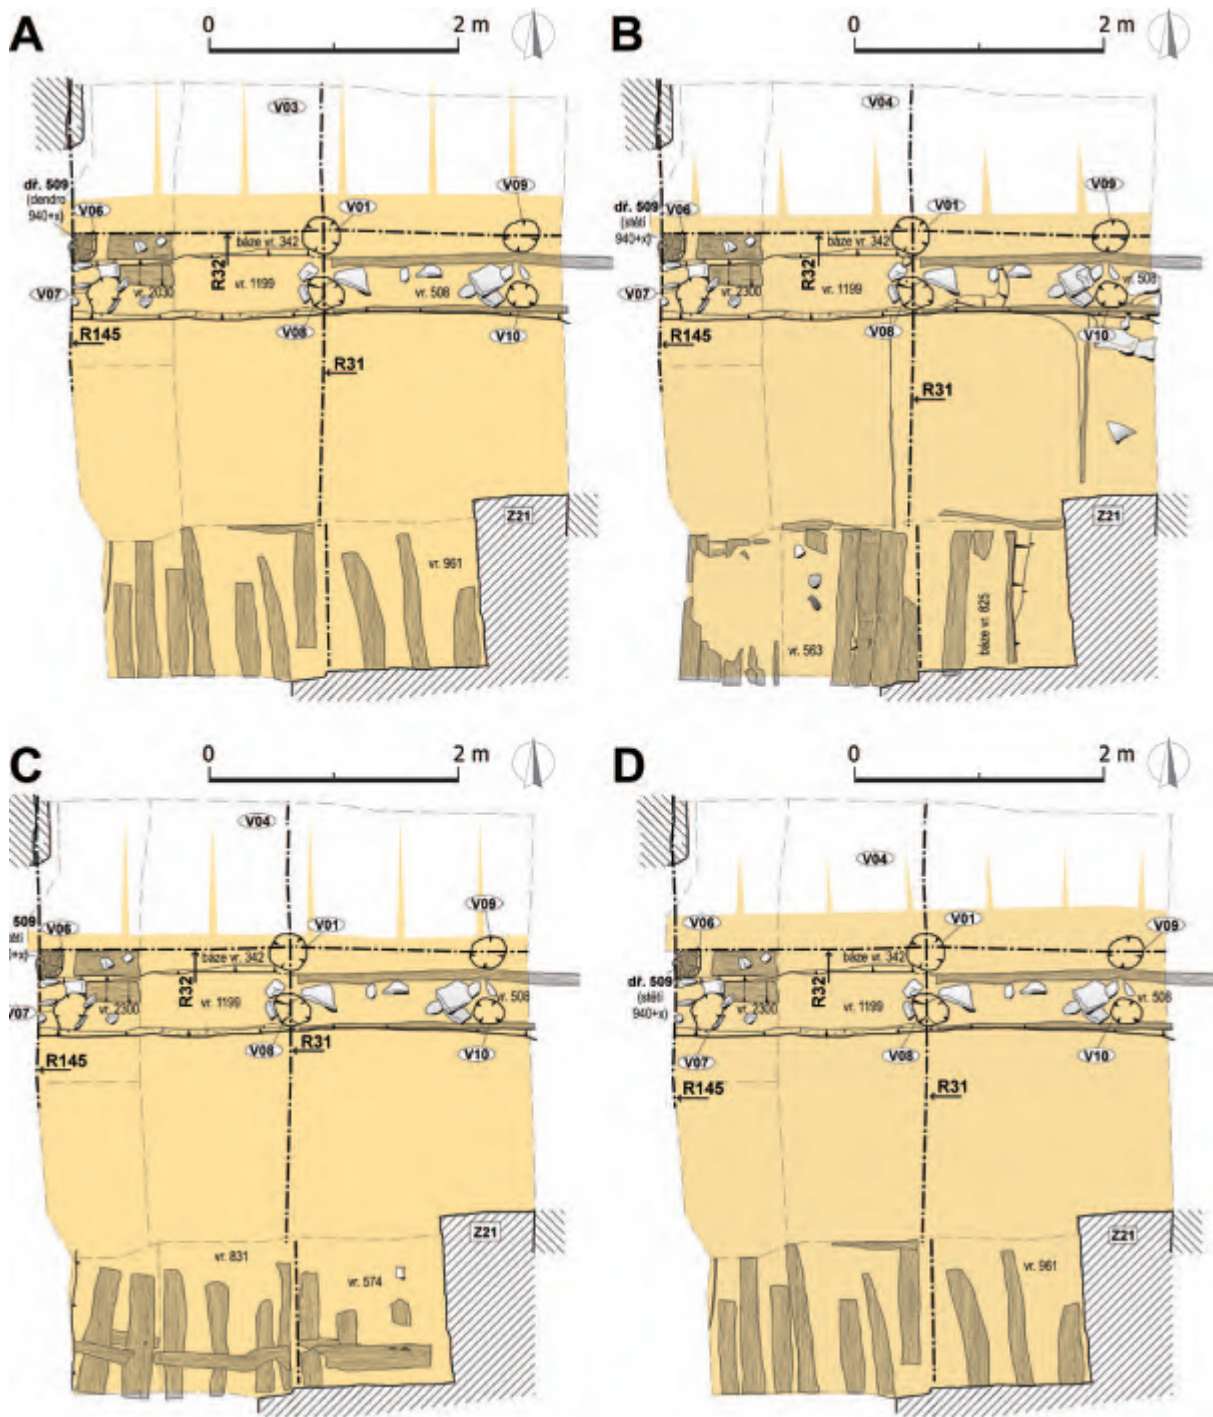 A
0 2 m
V03
dř. 509
(dendro
940+x)
V06
V09
V01
báze vr. 342
R32
vr. 2030
vr. 1199
vr. 508
V07
V08
V10
R145
R31
Z21
vr. 961
B
0 2 m
V04
dř. 509
(stětí
940+x)
V06
V09
V01
báze vr. 342
R32
vr. 2300
vr. 1199
vr. 508
V07
V08
V10
R145
R31
Z21
vr. 563
báze vr. 825
C
0 2 m
V04
509
tětí
+x)
V06
V09
V01
báze vr. 342
R32
vr. 2300
vr. 1199
vr. 508
V07
V08
V10
R145
R31
Z21
vr. 831
vr. 574
D
0 2 m
V04
V06
V01
V09
báze vr. 342
dř. 509
(stětí
940+x)
R32
vr. 2300
vr. 1199
vr. 508
V07
V08
V10
R145
R31
Z21
vr. 961